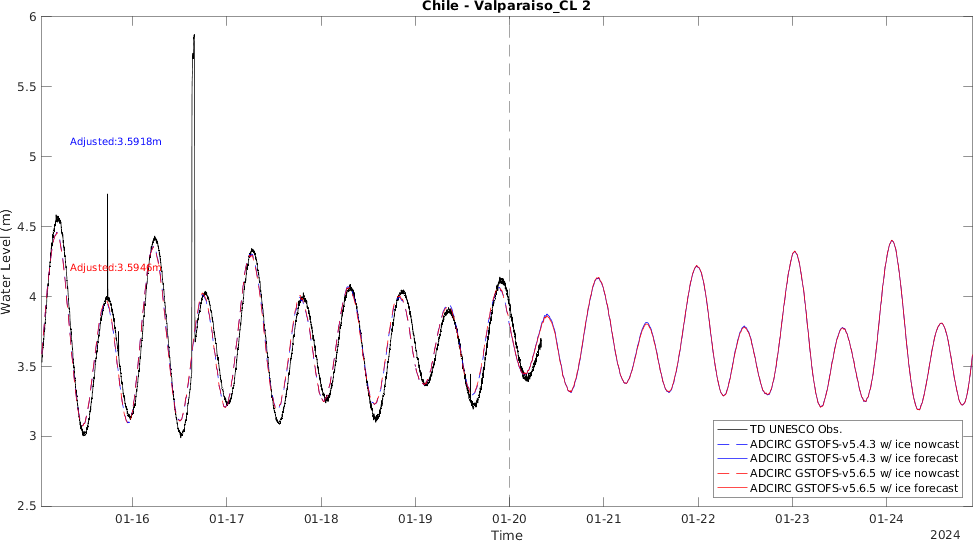 Chile - Valparaiso_CL 2
Water Level (m)
6
5.5
5
4.5
4
3.5
3
2.5
Adjusted:3.5918m
Adjusted:3.5946m
TD UNESCO Obs.
ADCIRC GSTOFS-v5.4.3 w/ ice nowcast
ADCIRC GSTOFS-v5.4.3 w/ ice forecast
ADCIRC GSTOFS-v5.6.5 w/ ice nowcast
ADCIRC GSTOFS-v5.6.5 w/ ice forecast
01-16 01-17 01-18 01-19 01-20 01-21 01-22 01-23 01-24
Time
2024